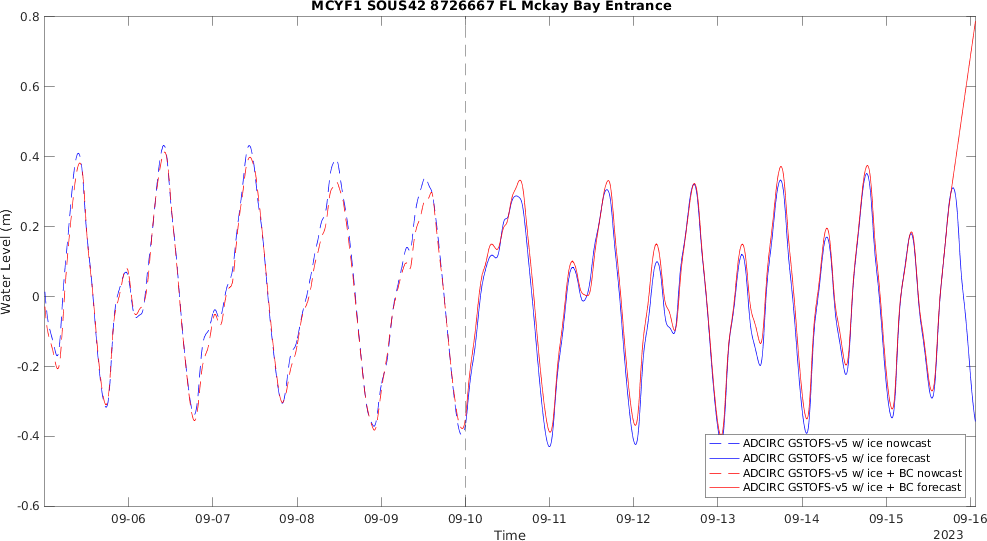 MCYF1 SOUS42 8726667 FL Mckay Bay Entrance
0.8
0.6
0.4
0.2
0
-0.2
-0.4
-0.6
Water Level (m)
09-06 09-07 09-08 09-09 09-10 09-11 09-12 09-13 09-14 09-15 09-16
Time
2023
ADCIRC GSTOFS-v5 w/ ice nowcast
ADCIRC GSTOFS-v5 w/ ice forecast
ADCIRC GSTOFS-v5 w/ ice + BC nowcast
ADCIRC GSTOFS-v5 w/ ice + BC forecast